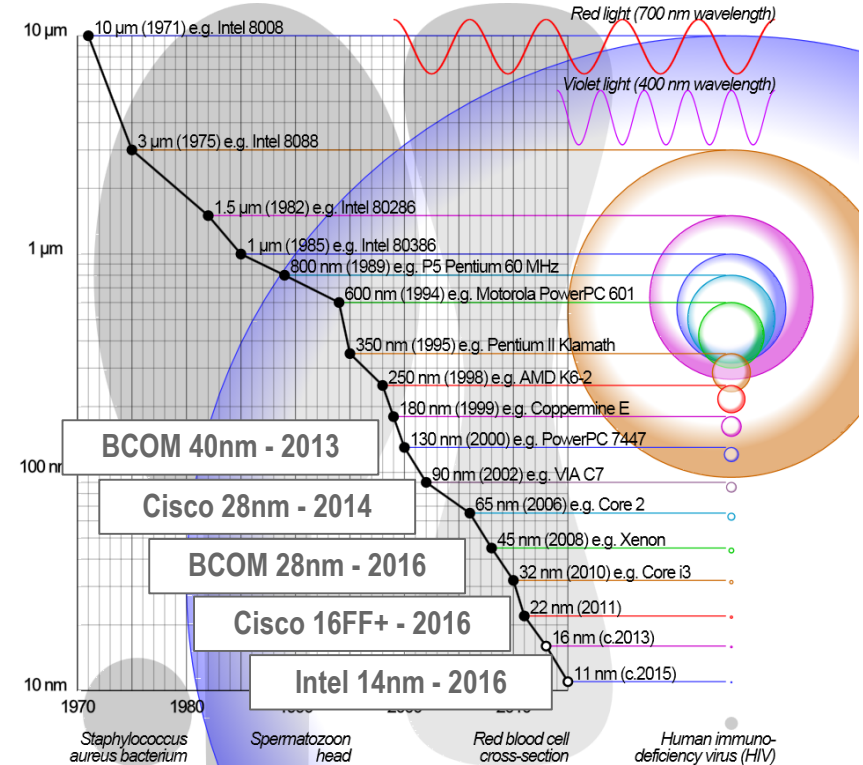 Red light (700 nm wavelength)
10 µm
10 µm (1971) e.g. Intel 8008
Violet light (400 nm wavelength)
3 µm (1975) e.g. Intel 8088
1.5 µm (1982) e.g. Intel 80286
1 µm
1 µm (1985) e.g. Intel 80386
800 nm (1989) e.g. P5 Pentium 60 MHz
600 nm (1994) e.g. Motorola PowerPC 601
350 nm (1995) e.g. Pentium II Klamath
250 nm (1998) e.g. AMD K6-2
180 nm (1999) e.g. Coppermine E
BCOM 40nm - 2013
130 nm (2000) e.g. PowerPC 7447
100 nm
90 nm (2002) e.g. VIA C7
Cisco 28nm - 2014
65 nm (2006) e.g. Core 2
45 nm (2008) e.g. Xenon
BCOM 28nm - 2016
32 nm (2010) e.g. Core i3
22 nm (2011)
Cisco 16FF+ - 2016
16 nm (c.2013)
Intel 14nm - 2016
11 nm (c.2015)
10 nm
1970
1980
Staphylococcus
aureus bacterium
Spermatozoon
head
Red blood cell
cross-section
Human immuno-
deficiency virus (HIV)